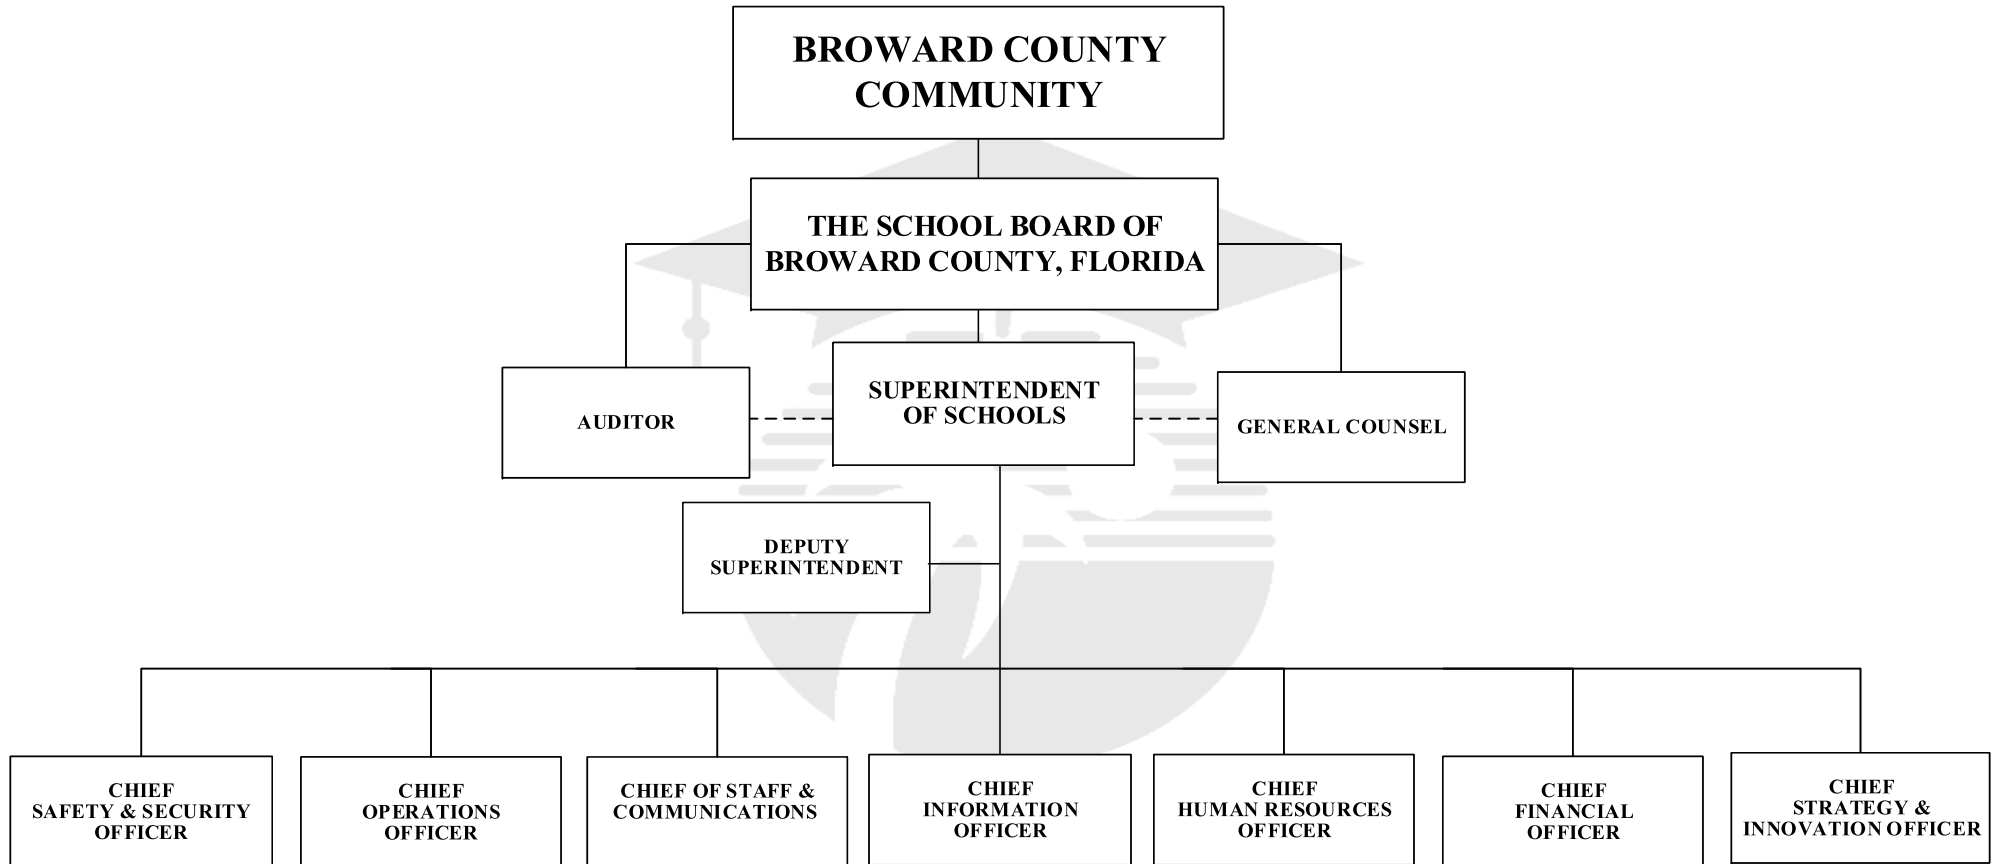 BROWARD COUNTY
COMMUNITY
THE SCHOOL BOARD OF
BROWARD COUNTY, FLORIDA
AUDITOR
SUPERINTENDENT
OF SCHOOLS
GENERAL COUNSEL
DEPUTY
SUPERINTENDENT
CHIEF
SAFETY & SECURITY
OFFICER
CHIEF
OPERATIONS
OFFICER
CHIEF OF STAFF &
COMMUNICATIONS
CHIEF
INFORMATION
OFFICER
CHIEF
HUMAN RESOURCES
OFFICER
CHIEF
FINANCIAL
OFFICER
CHIEF
STRATEGY &
INNOVATION OFFICER